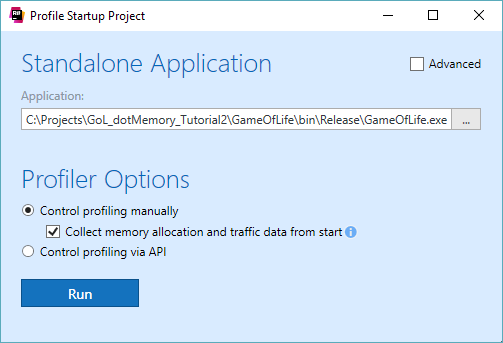 Profile Startup Project
Standalone Application
Advanced
Application:
C:\Projects\GoL_dotMemory_Tutorial2\GameOfLife\bin\Release\GameOfLife.exe
...
Profiler Options
Control profiling manually
Collect memory allocation and traffic data from start
Control profiling via API
Run